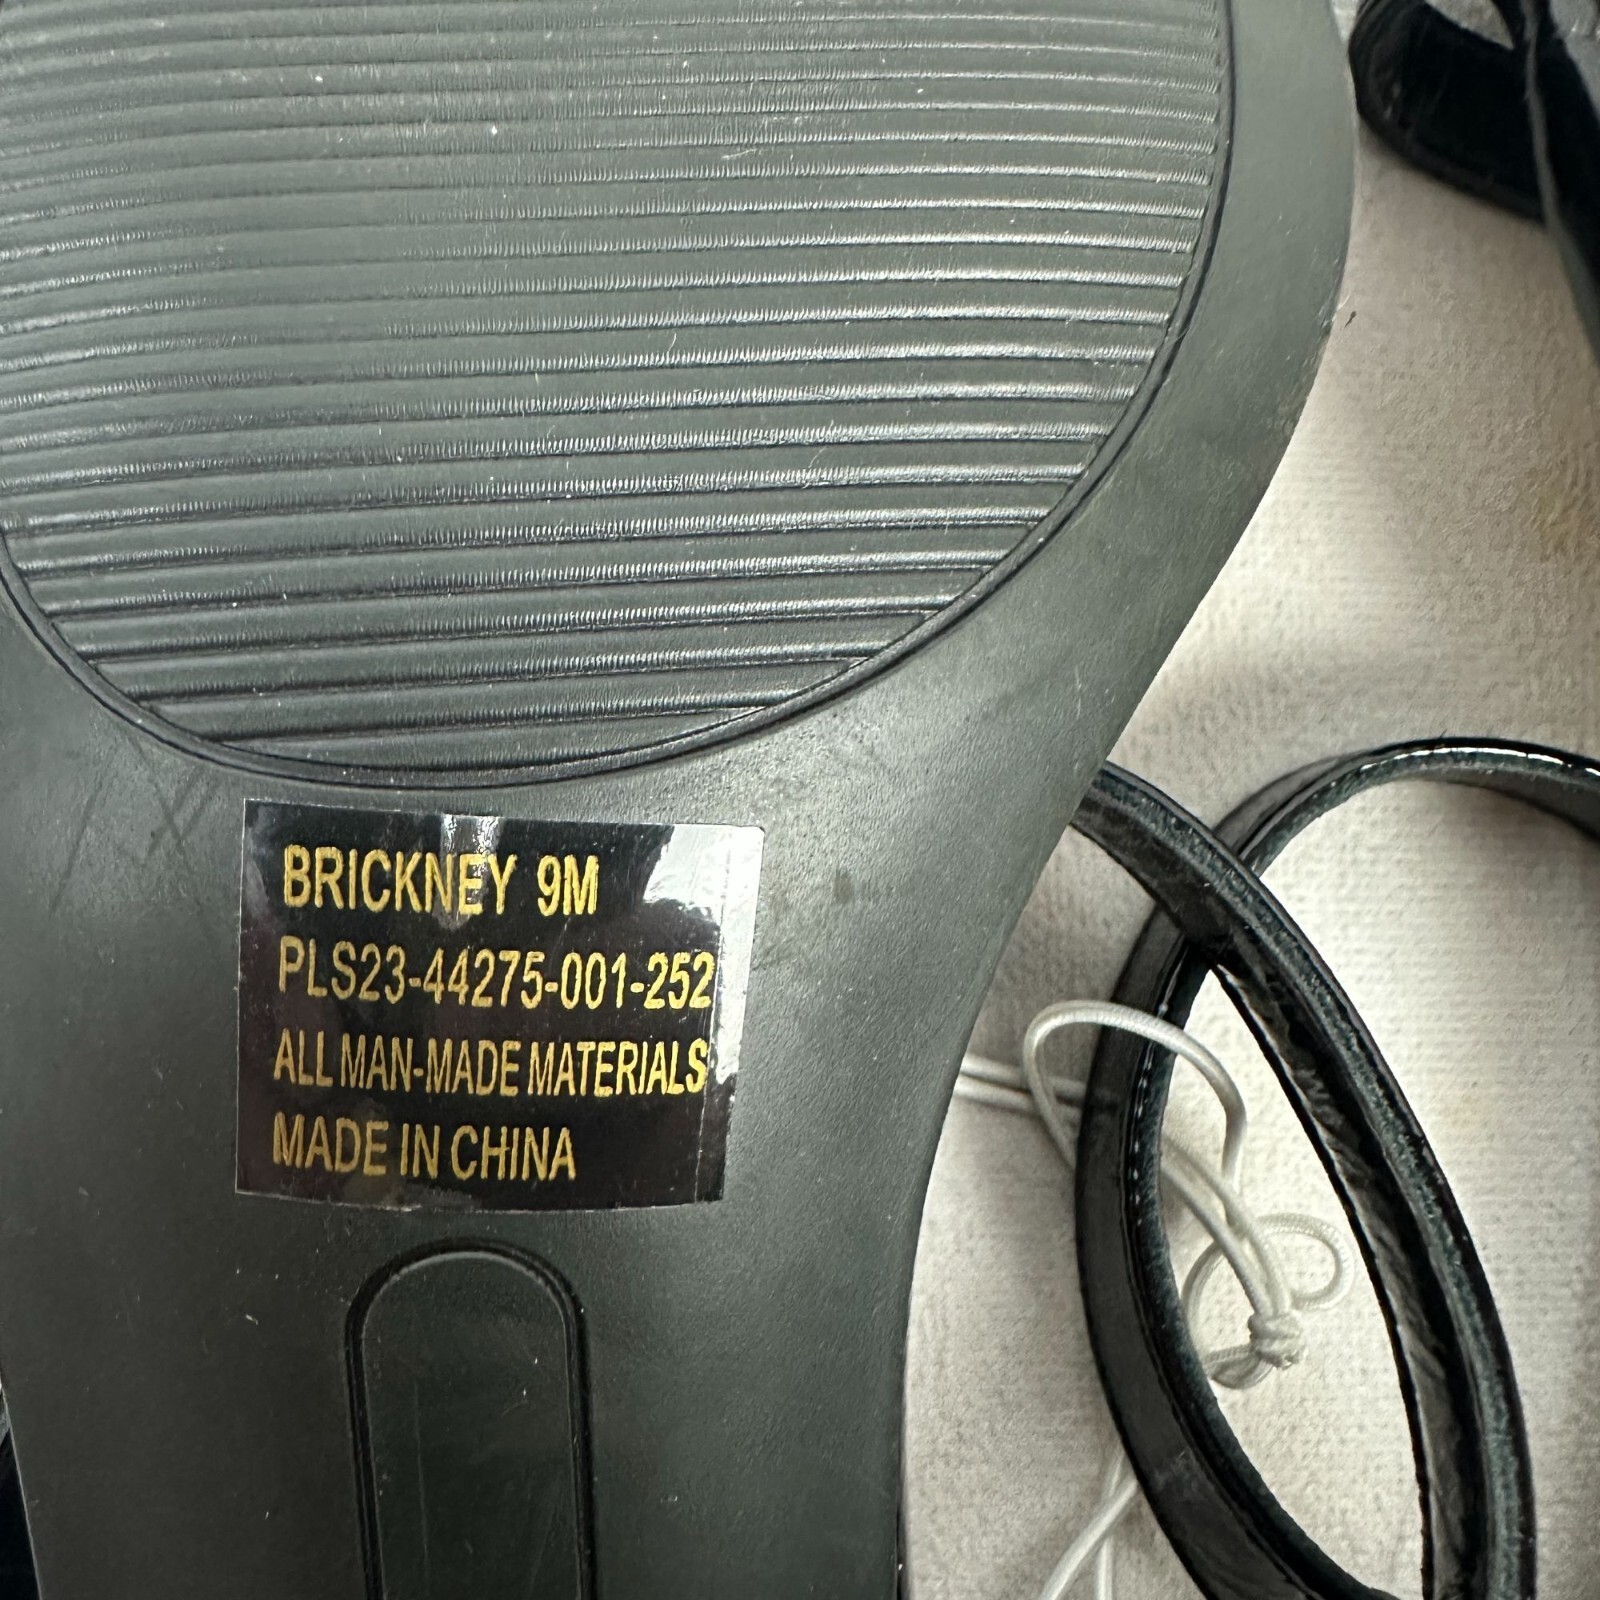 BRICKNEY 9M
PLS23-44275-001-252
ALL MAN-MADE MATERIALS
MADE IN CHINA